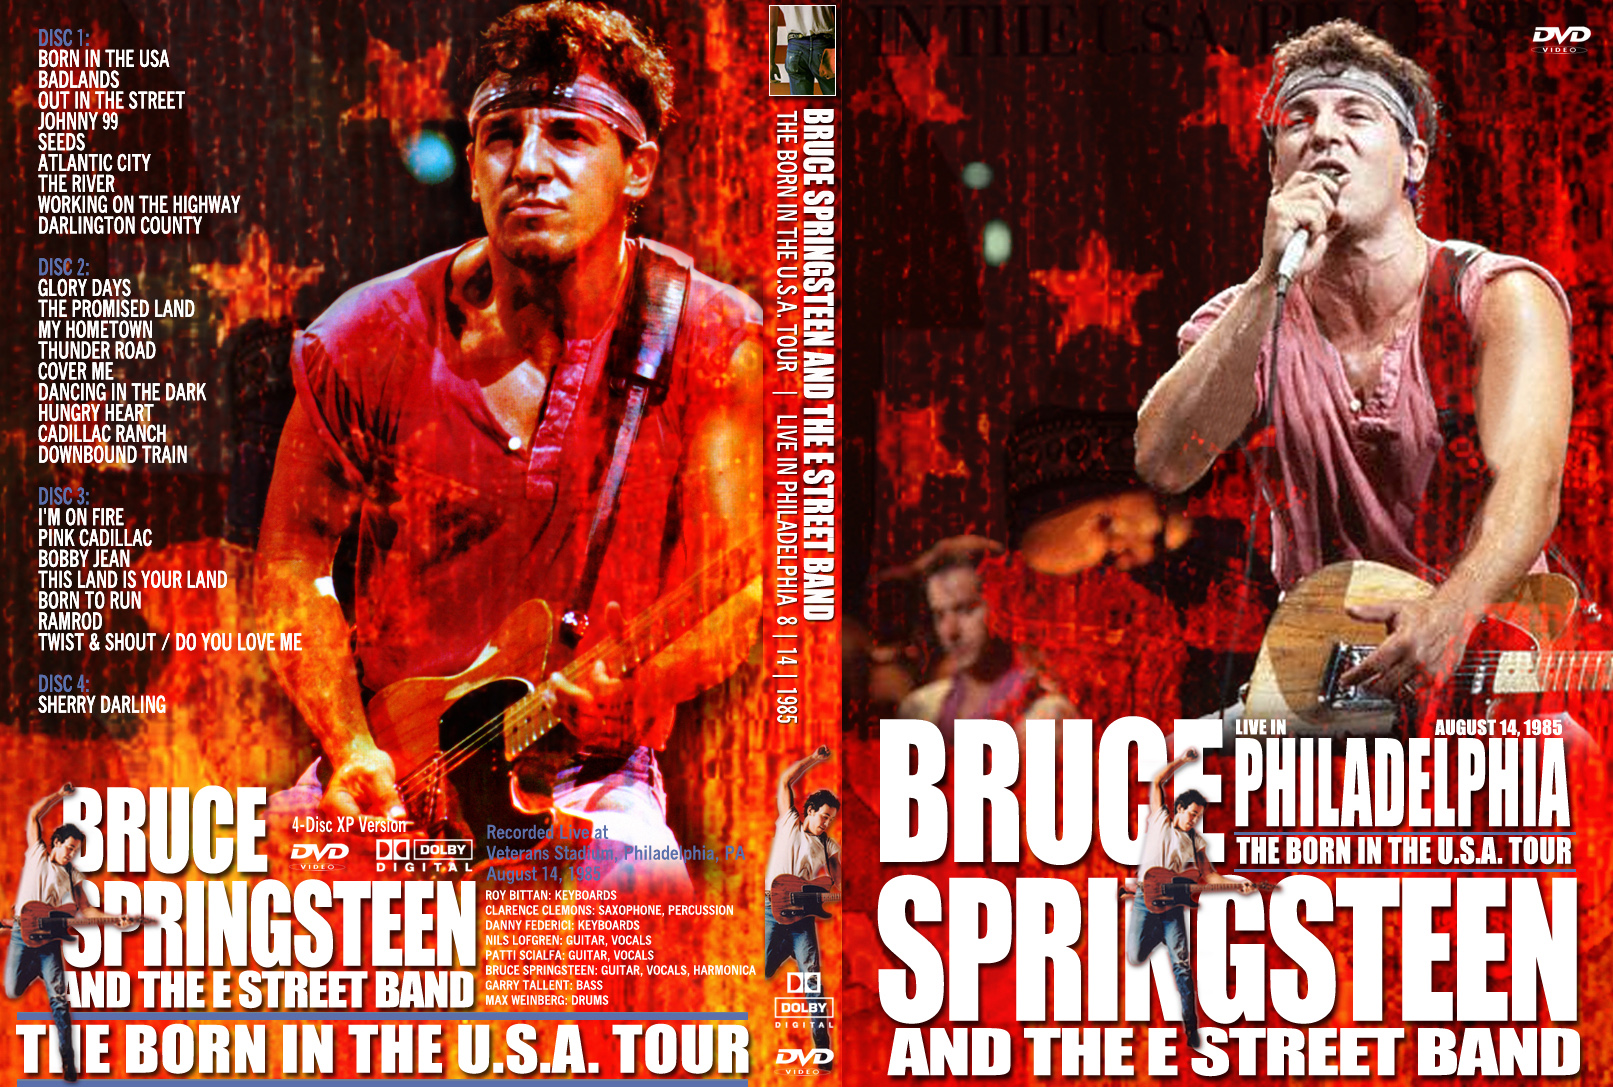 DISC 1:
BORN IN THE USA
BADLANDS
OUT IN THE STREET
JOHNNY 99
SEEDS
ATLANTIC CITY
THE RIVER
WORKING ON THE HIGHWAY
DARLINGTON COUNTY
DISC 2:
GLORY DAYS
THE PROMISED LAND
MY HOMETOWN
THUNDER ROAD
COVER ME
DANCING IN THE DARK
HUNGRY HEART
CADILLAC RANCH
DOWNBOUND TRAIN
DISC 3:
I'M ON FIRE
PINK CADILLAC
BOBBY JEAN
THIS LAND IS YOUR LAND
BORN TO RUN
RAMROD
TWIST & SHOUT / DO YOU LOVE ME
DISC 4:
SHERRY DARLING
BRUCE
SPRINGSTEEN
AND THE E STREET BAND
THE BORN IN THE U.S.A. TOUR
4-Disc XP Version
DVD
VIDEO
DOLBY
DIGITAL
Recorded Live at
Veterans Stadium, Philadelphia, PA,
August 14, 1985
ROY BITTAN: KEYBOARDS
CLARENCE CLEMONS: SAXOPHONE, PERCUSSION
DANNY FEDERICI: KEYBOARDS
NILS LOFGREN: GUITAR, VOCALS
PATTI SCIALFA: GUITAR, VOCALS
BRUCE SPRINGSTEEN: GUITAR, VOCALS, HARMONICA
GARRY TALLENT: BASS
MAX WEINBERG: DRUMS
BRUCE SPRINGSTEEN AND THE E STREET BAND
THE BORN IN THE U.S.A. TOUR | LIVE IN PHILADELPHIA 8 | 14 | 1985
DOLBY
DIGITAL
DVD
VIDEO
IN THE U.S.A.
DVD
VIDEO
BRUCE
LIVE IN AUGUST 14, 1985
PHILADELPHIA
THE BORN IN THE U.S.A. TOUR
SPRINGSTEEN
AND THE E STREET BAND